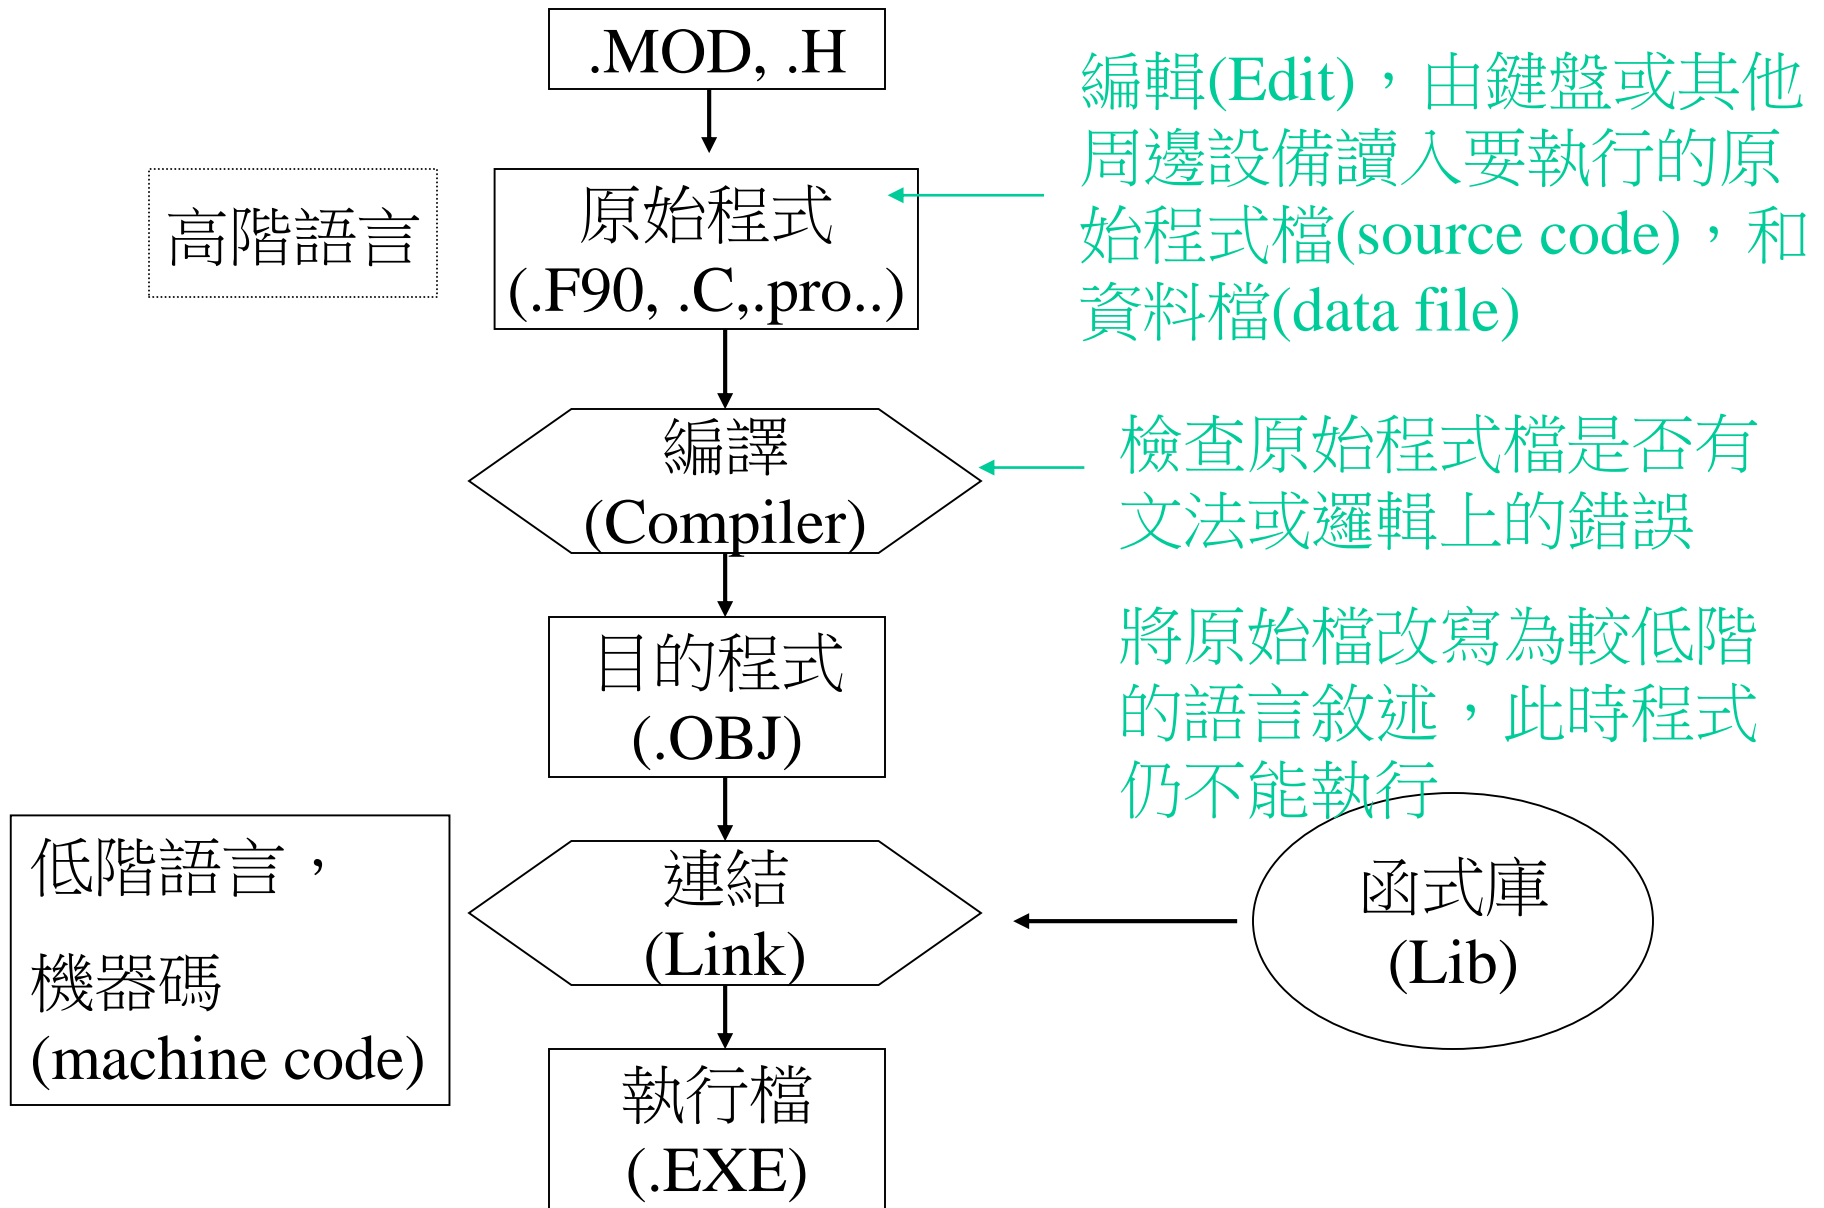 .MOD, .H
編輯(Edit)，由鍵盤或其他
周邊設備讀入要執行的原
始程式檔(source code)，和
資料檔(data file)
高階語言
原始程式
(.F90, .C,.pro..)
編譯
(Compiler)
檢查原始程式檔是否有
文法或邏輯上的錯誤
目的程式
(.OBJ)
將原始檔改寫為較低階
的語言敘述，此時程式
仍不能執行
低階語言，
機器碼
(machine code)
連結
(Link)
函式庫
(Lib)
執行檔
(.EXE)